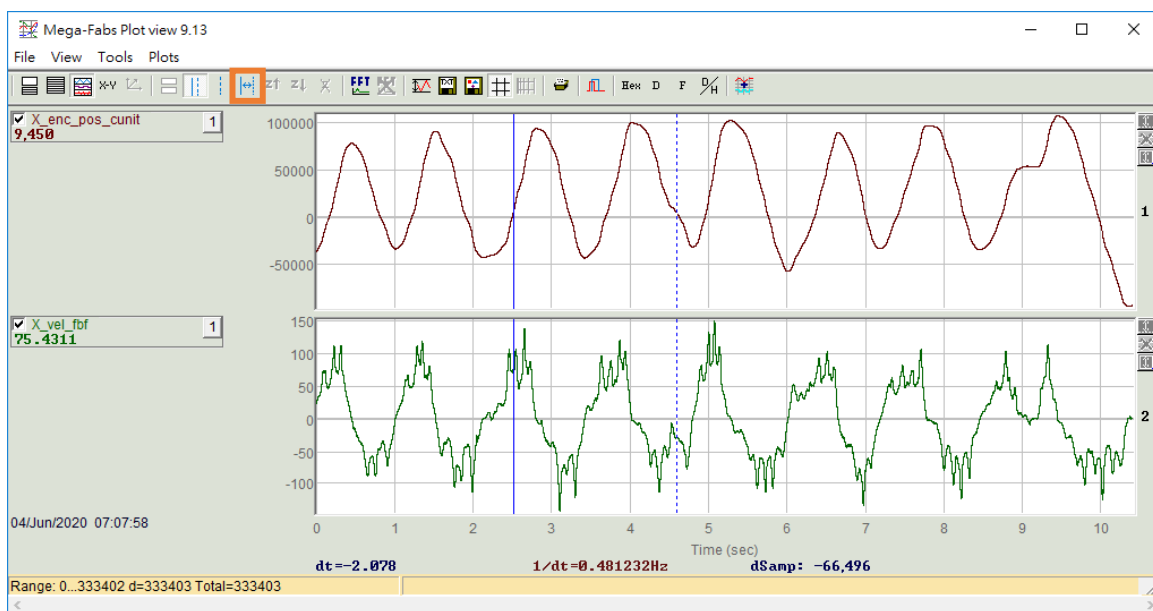 Mega-Fabs Plot view 9.13
File View Tools Plots
X-Y Z↑ Z↓ X FFT TXT Hex D F D/H
X_enc_pos_cunit 1
9,450
100000
50000
0
-50000
1
X_vel_fbf 1
75.4311
150
100
50
0
-50
-100
2
04/Jun/2020 07:07:58
0 1 2 3 4 5 6 7 8 9 10
Time (sec)
dt=-2.078 1/dt=0.481232Hz dSamp: -66,496
Range: 0...333402 d=333403 Total=333403